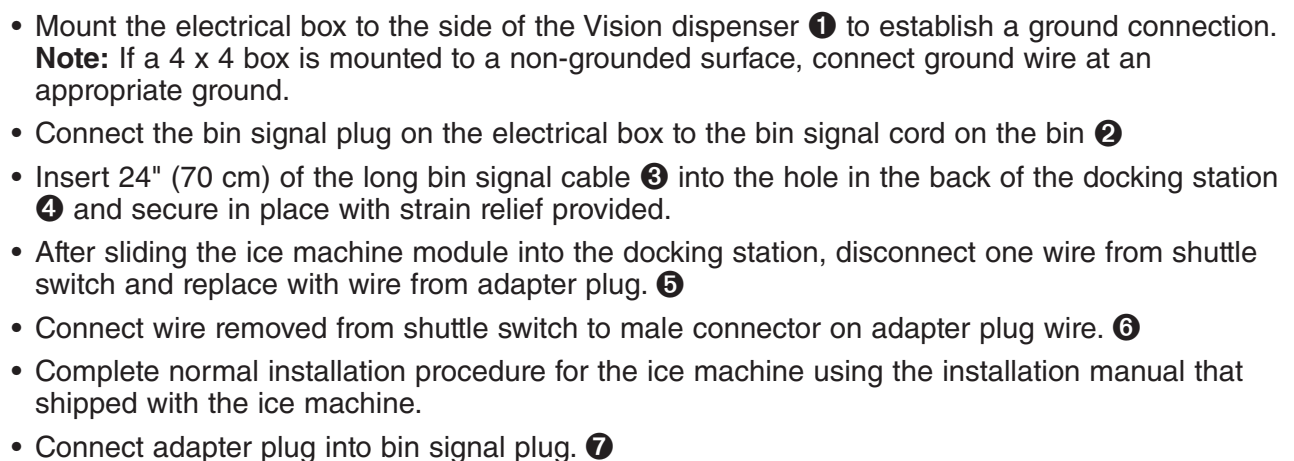 • Mount the electrical box to the side of the Vision dispenser ❶ to establish a ground connection.
Note: If a 4 x 4 box is mounted to a non-grounded surface, connect ground wire at an
appropriate ground.
• Connect the bin signal plug on the electrical box to the bin signal cord on the bin ❷
• Insert 24" (70 cm) of the long bin signal cable ❸ into the hole in the back of the docking station
❹ and secure in place with strain relief provided.
• After sliding the ice machine module into the docking station, disconnect one wire from shuttle
switch and replace with wire from adapter plug. ❺
• Connect wire removed from shuttle switch to male connector on adapter plug wire. ❻
• Complete normal installation procedure for the ice machine using the installation manual that
shipped with the ice machine.
• Connect adapter plug into bin signal plug. ❼